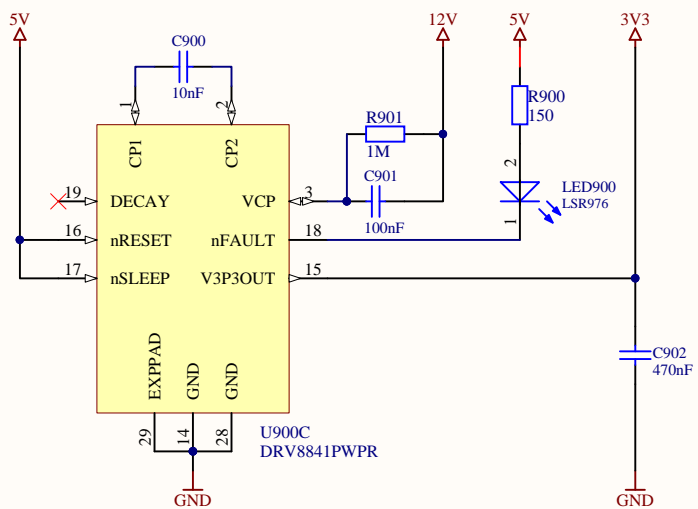 5V
12V
5V
3V3
C900
10nF
1
2
CP1
CP2
R901
1M
C901
100nF
R900
150
2
1
LED900
LSR976
19
DECAY
VCP
3
16
nRESET
nFAULT
18
17
nSLEEP
V3P3OUT
15
EXPPAD
GND
GND
29
14
28
U900C
DRV8841PWPR
C902
470nF
GND
GND